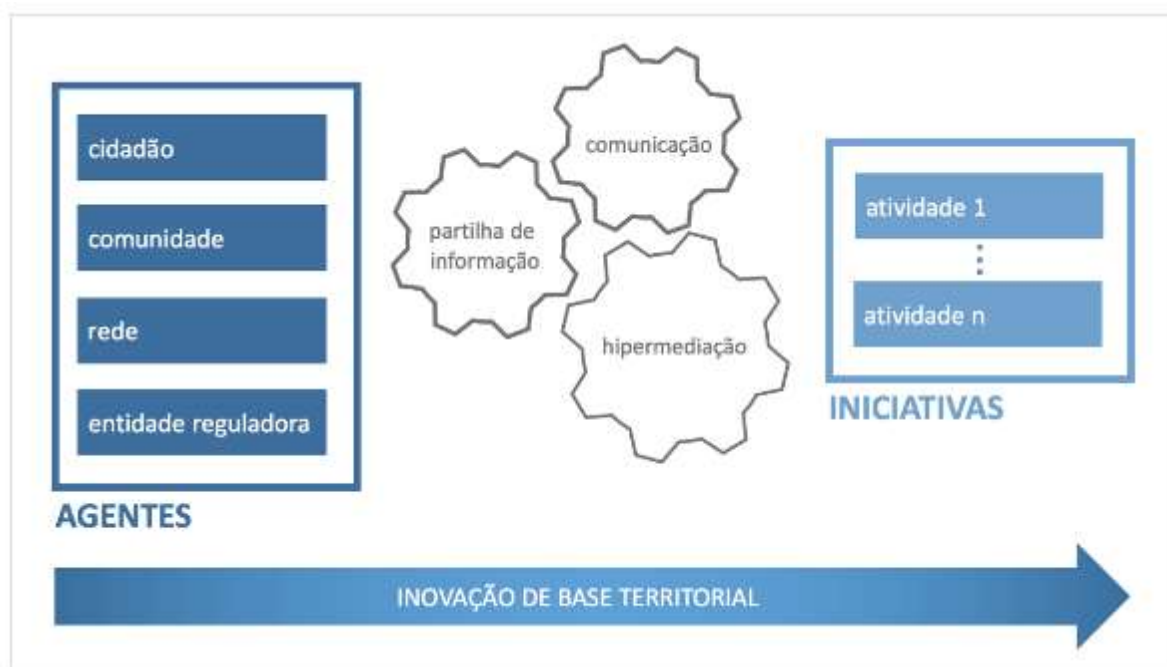 cidadão
comunidade
rede
entidade reguladora
AGENTES
partilha de
informação
comunicação
hipermediação
atividade 1
atividade n
INICIATIVAS
INOVAÇÃO DE BASE TERRITORIAL